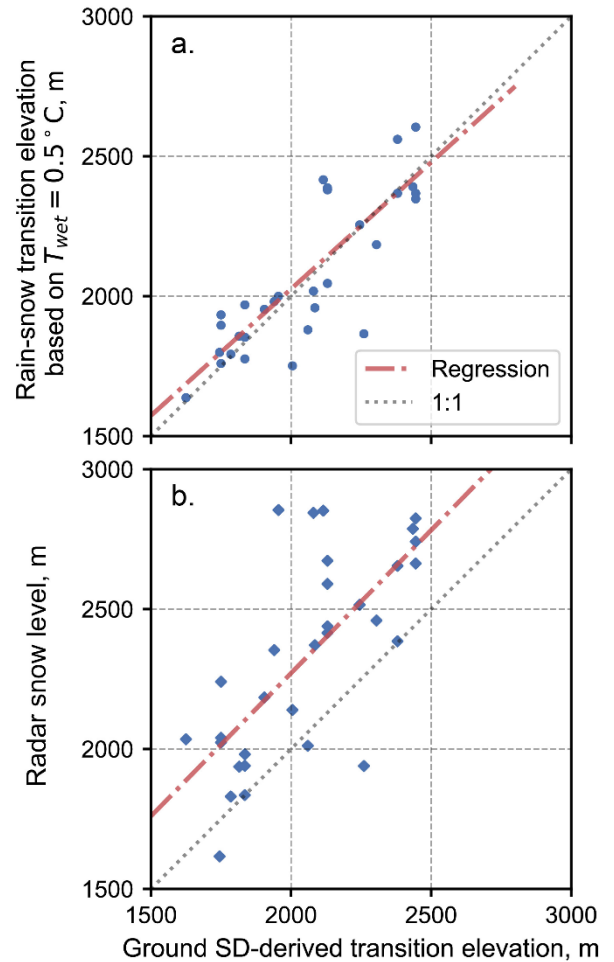 a.
3000
2500
2000
1500
Rain-snow transition elevation
based on T_wet = 0.5°C, m
Regression
1:1
b.
3000
2500
2000
1500
Radar snow level, m
1500 2000 2500 3000
Ground SD-derived transition elevation, m